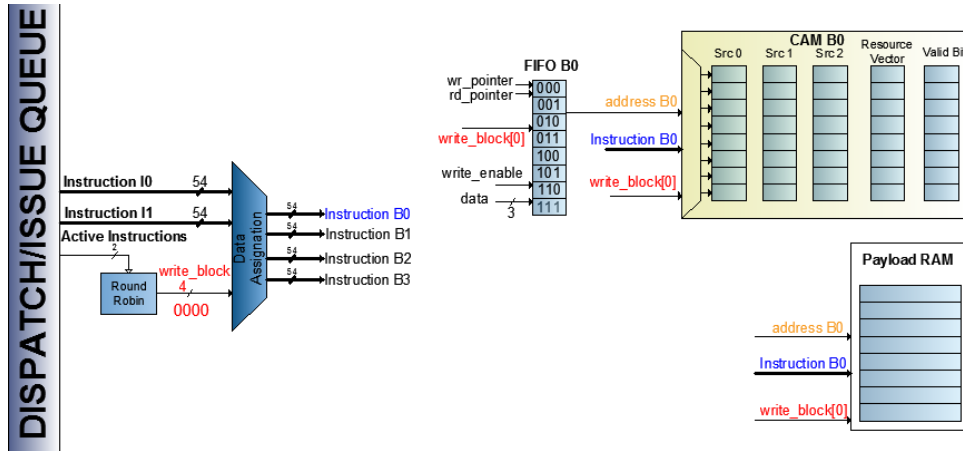 DISPATCH/ISSUE QUEUE
Instruction I0
54
Instruction I1
54
Active Instructions
2
Round
Robin
write_block
4
0000
Data
Assignation
54
Instruction B0
54
Instruction B1
54
Instruction B2
54
Instruction B3
FIFO B0
wr_pointer
rd_pointer
write_block[0]
write_enable
data
3
000
001
010
011
100
101
110
111
address B0
Instruction B0
write_block[0]
CAM B0
Src 0
Src 1
Src 2
Resource
Vector
Valid Bi
Payload RAM
address B0
Instruction B0
write_block[0]